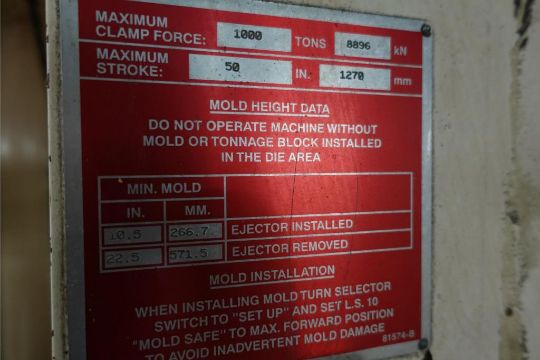 MAXIMUM
CLAMP FORCE: 1000 TONS 8896 kN
MAXIMUM
STROKE: 50 IN. 1270 mm
MOLD HEIGHT DATA
DO NOT OPERATE MACHINE WITHOUT
MOLD OR TONNAGE BLOCK INSTALLED
IN THE DIE AREA
MIN. MOLD
IN. MM.
10.5 266.7 EJECTOR INSTALLED
22.5 571.5 EJECTOR REMOVED
MOLD INSTALLATION
WHEN INSTALLING MOLD TURN SELECTOR
SWITCH TO "SET UP" AND SET L.S. 10
"MOLD SAFE" TO MAX. FORWARD POSITION
TO AVOID INADVERTENT MOLD DAMAGE
81574-B